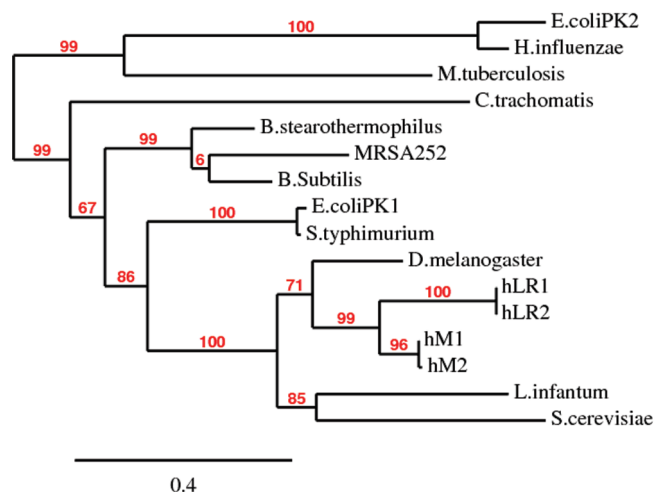 100
E.coliPK2
99
H.influenzae
M.tuberculosis
C.trachomatis
99
B.stearothermophilus
99
MRSA252
6
B.Subtilis
67
E.coliPK1
100
S.typhimurium
D.melanogaster
86
71
hLR1
100
hLR2
99
hM1
100
96
hM2
L.infantum
85
S.cerevisiae
0.4